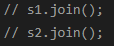 // s1.join();
// s2.join();